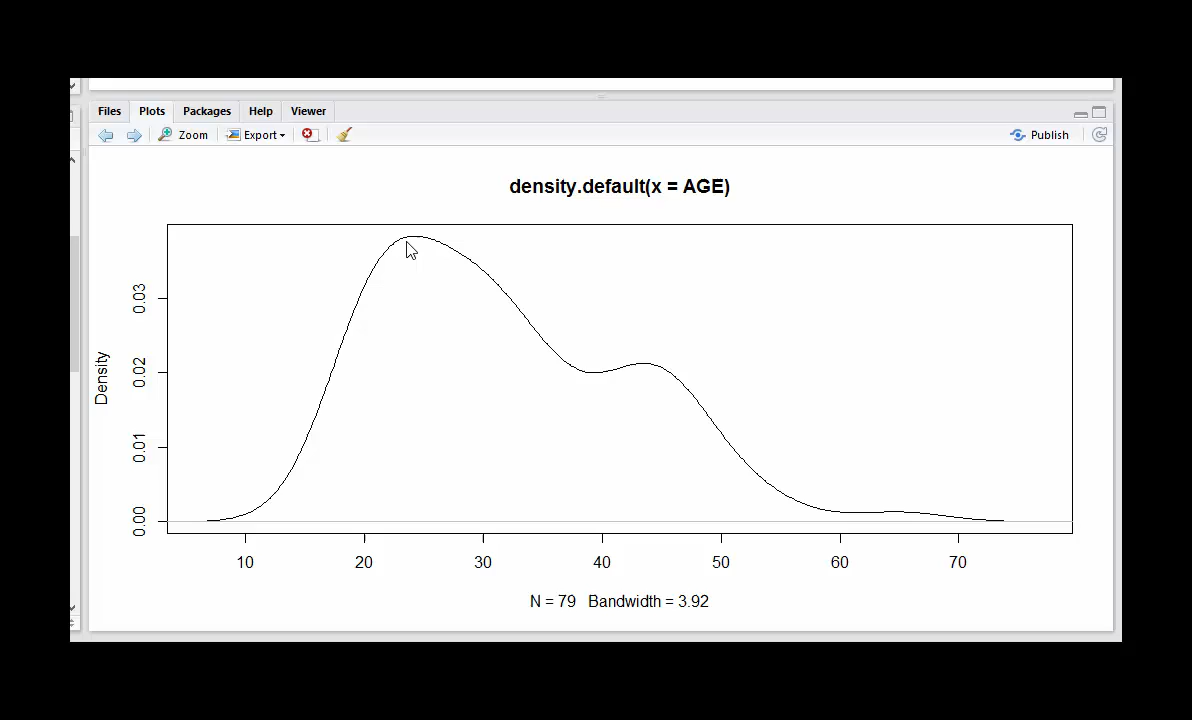 Files Plots Packages Help Viewer
Zoom Export Publish
density.default(x = AGE)
Density
0.03
0.02
0.01
0.00
10 20 30 40 50 60 70
N = 79 Bandwidth = 3.92